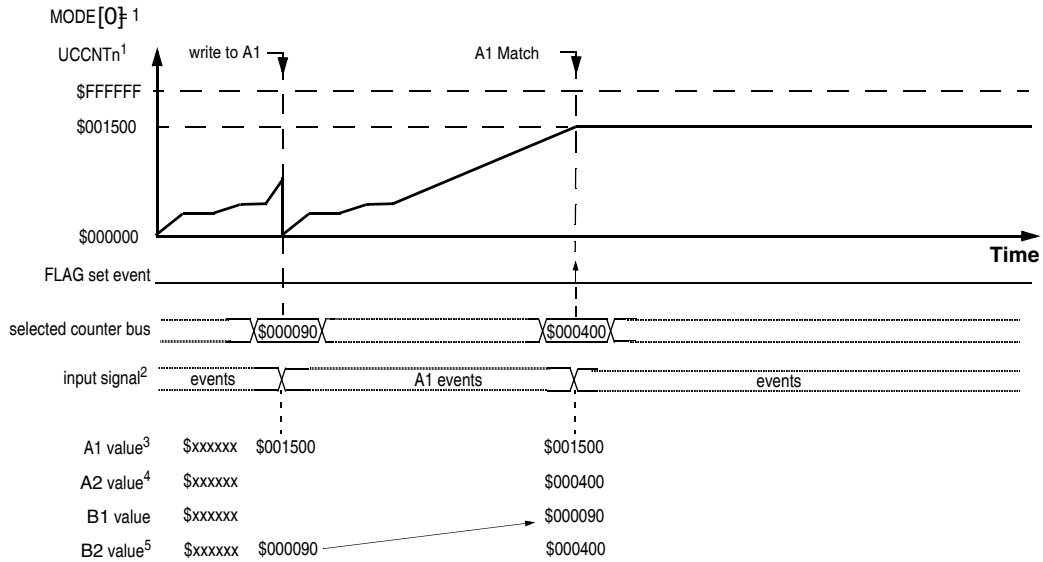 MODE[0]= 1
UCCNTn1
write to A1
A1 Match
$FFFFFF
$001500
$000000
Time
FLAG set event
selected counter bus $000090 $000400
input signal2 events A1 events events
A1 value3 $xxxxxx $001500 $001500
A2 value4 $xxxxxx $000400
B1 value $xxxxxx $000090
B2 value5 $xxxxxx $000090 $000400